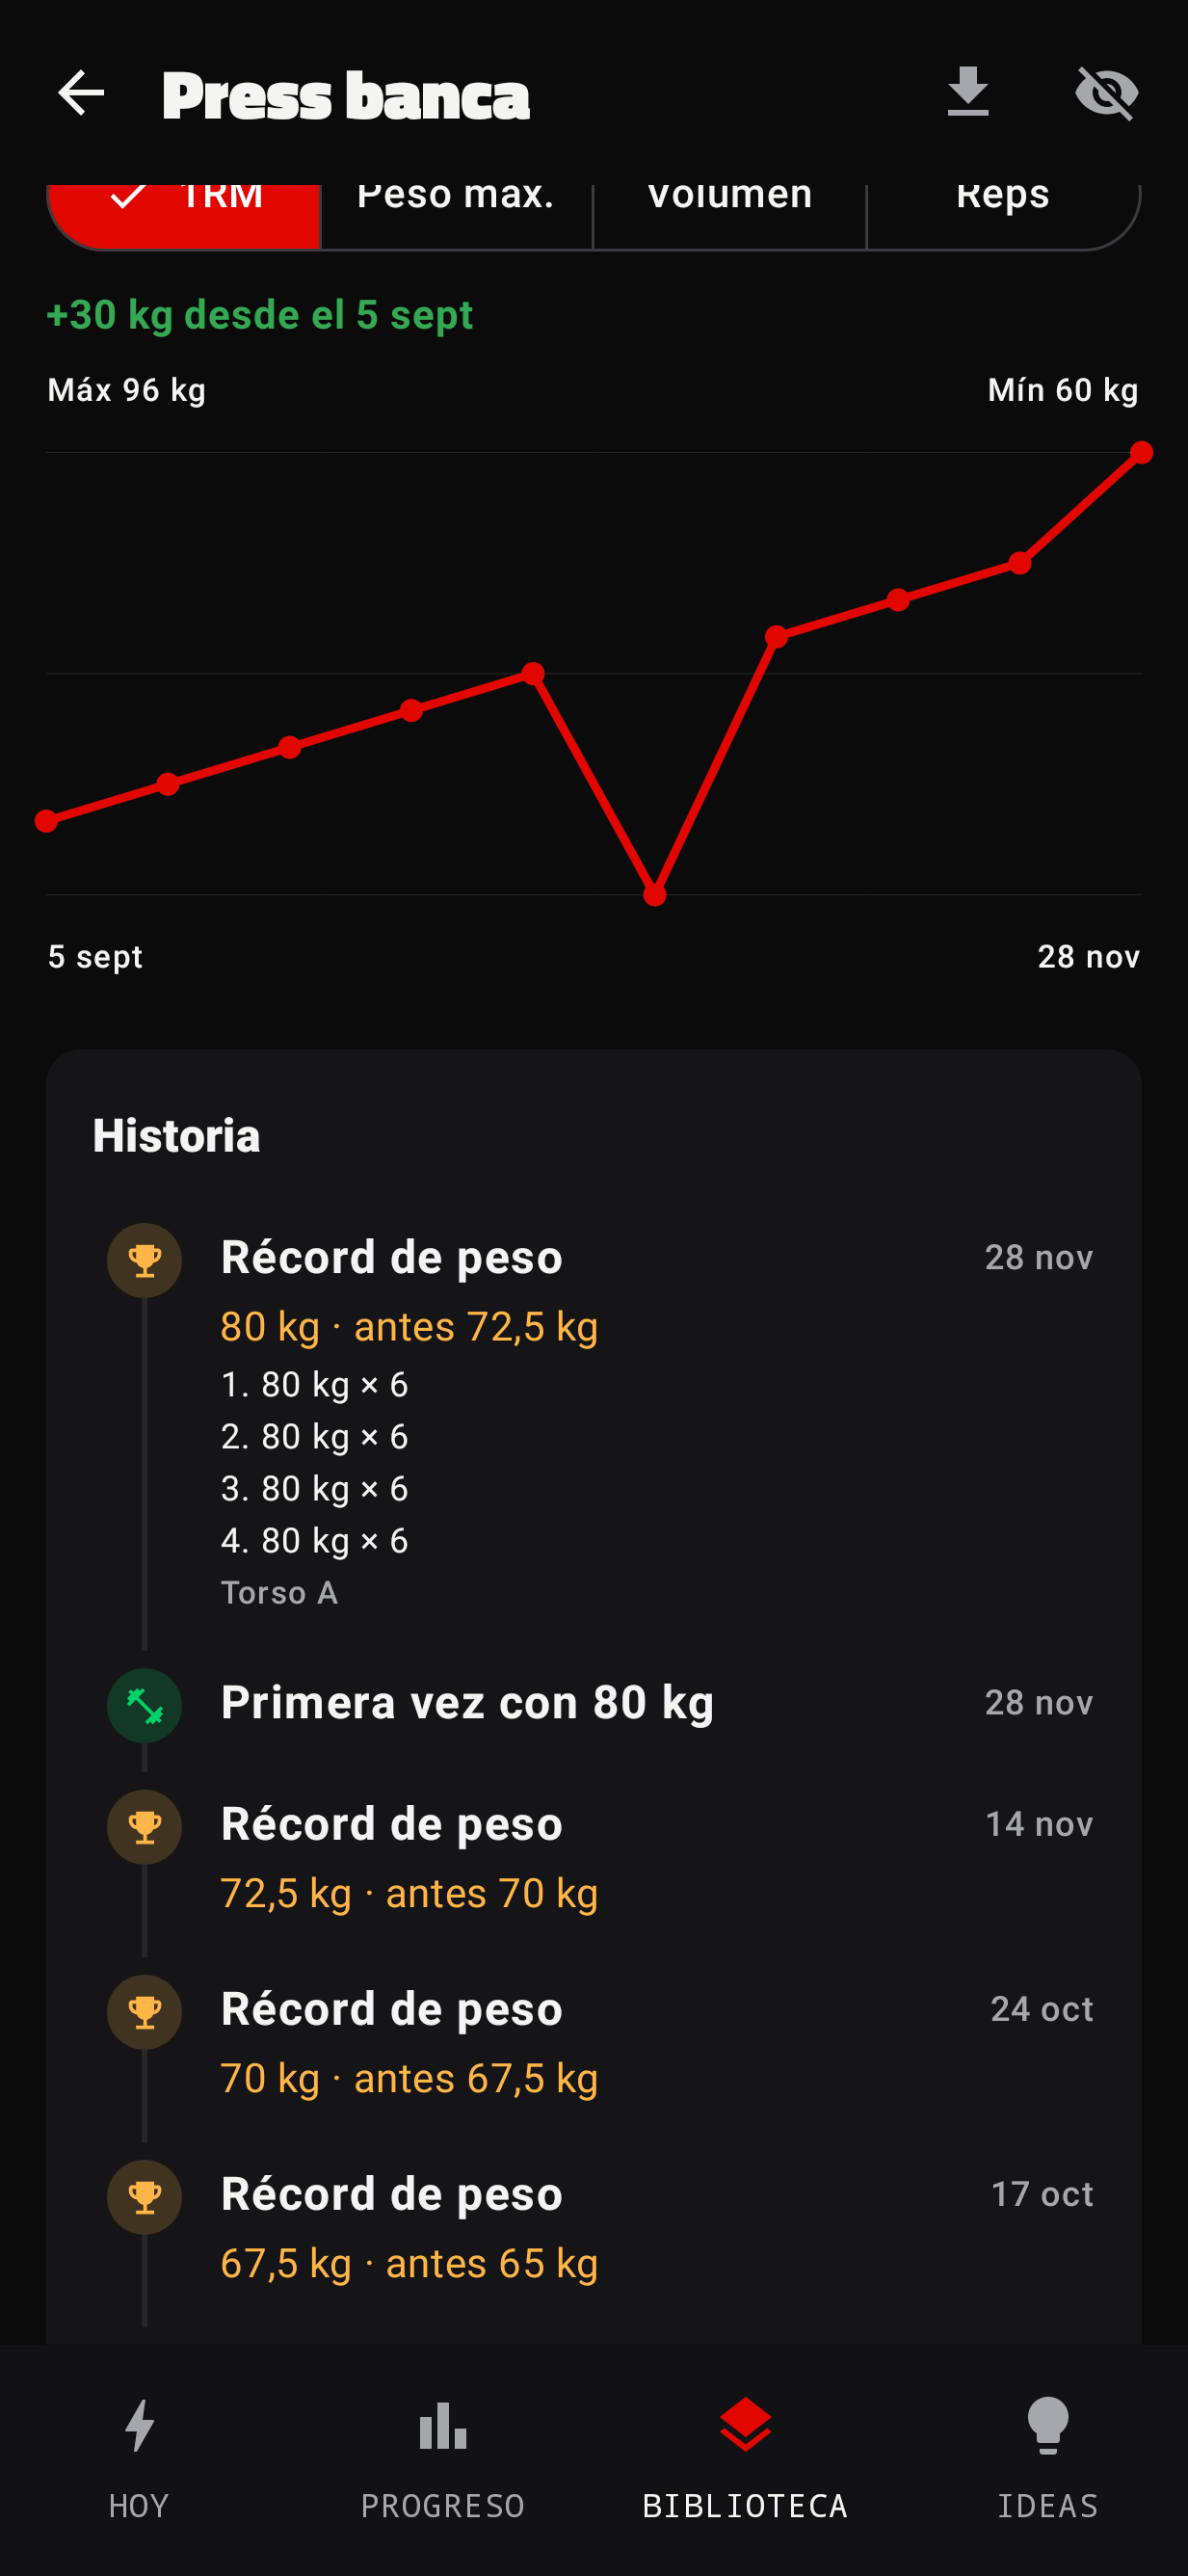 Press banca
1RM
Peso máx.
Volumen
Reps
+30 kg desde el 5 sept
Máx 96 kg
Mín 60 kg
5 sept
28 nov
Historia
Récord de peso
28 nov
80 kg · antes 72,5 kg
1. 80 kg × 6
2. 80 kg × 6
3. 80 kg × 6
4. 80 kg × 6
Torso A
Primera vez con 80 kg
28 nov
Récord de peso
14 nov
72,5 kg · antes 70 kg
Récord de peso
24 oct
70 kg · antes 67,5 kg
Récord de peso
17 oct
67,5 kg · antes 65 kg
HOY
PROGRESO
BIBLIOTECA
IDEAS